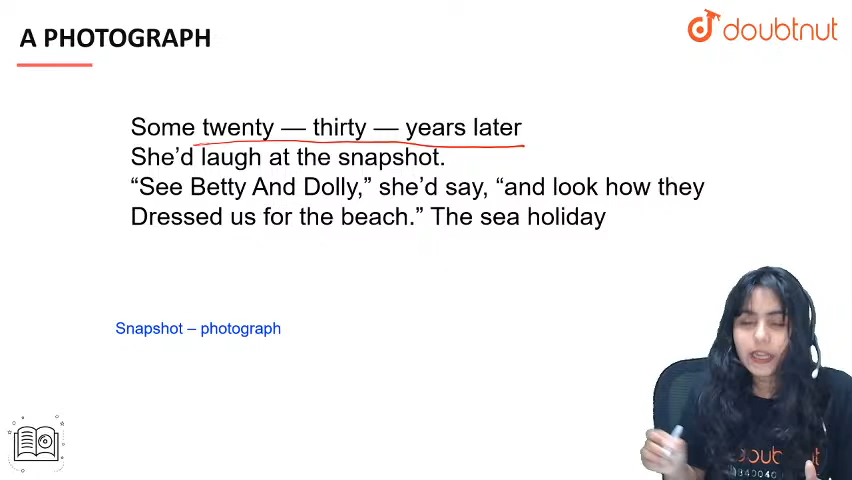 A PHOTOGRAPH
doubtnut
Some twenty — thirty — years later
She’d laugh at the snapshot.
“See Betty And Dolly,” she’d say, “and look how they
Dressed us for the beach.” The sea holiday
Snapshot – photograph
doubtnut